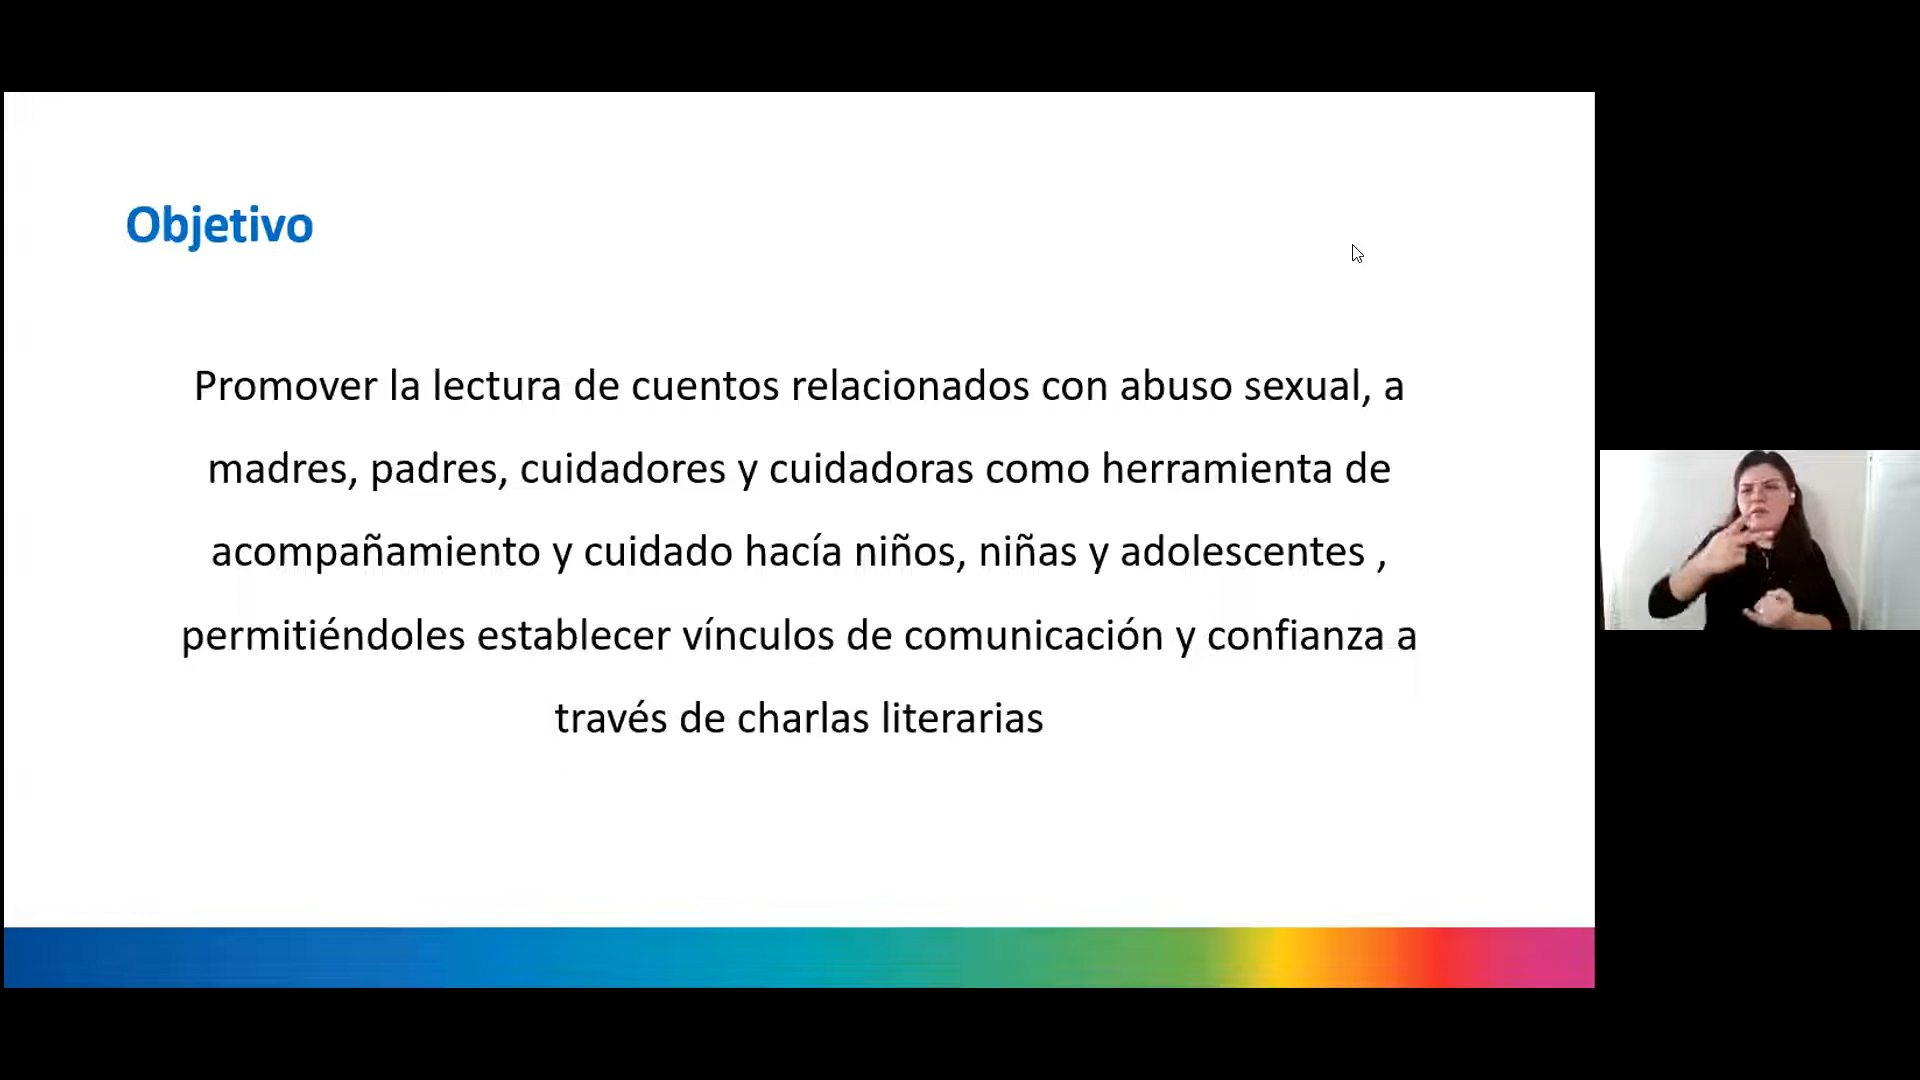 Objetivo
Promover la lectura de cuentos relacionados con abuso sexual, a
madres, padres, cuidadores y cuidadoras como herramienta de
acompañamiento y cuidado hacía niños, niñas y adolescentes ,
permitiéndoles establecer vínculos de comunicación y confianza a
través de charlas literarias